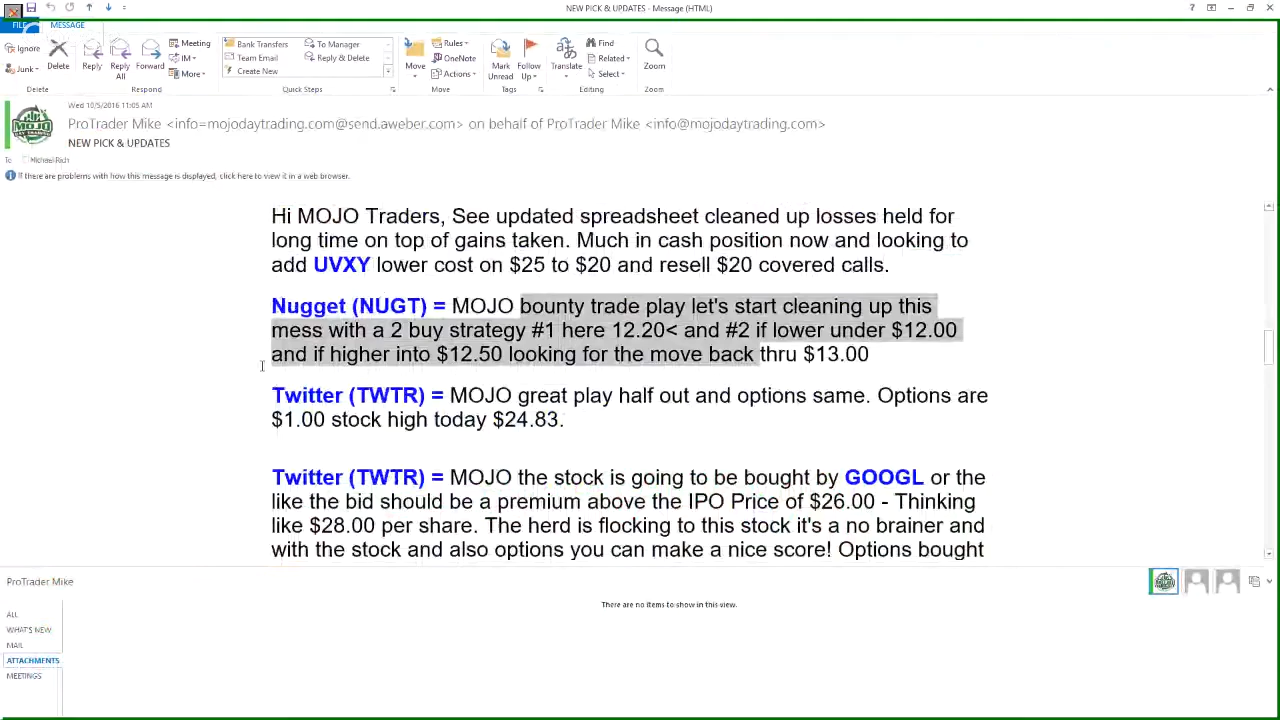 NEW PICK & UPDATES - Message (HTML)
FILE
MESSAGE
Ignore
Junk
Delete
Reply
Reply All
Forward
Meeting
IM
More
Bank Transfers
Team Email
Create New
To Manager
Reply & Delete
Move
Rules
OneNote
Actions
Mark Unread
Follow Up
Translate
Find
Related
Select
Zoom
Delete
Respond
Quick Steps
Move
Tags
Editing
Zoom
Wed 10/5/2016 11:05 AM
ProTrader Mike <info=mojodaytrading.com@send.aweber.com> on behalf of ProTrader Mike <info@mojodaytrading.com>
NEW PICK & UPDATES
To Michael Rich
If there are problems with how this message is displayed, click here to view it in a web browser.
Hi MOJO Traders, See updated spreadsheet cleaned up losses held for
long time on top of gains taken. Much in cash position now and looking to
add UVXY lower cost on $25 to $20 and resell $20 covered calls.
Nugget (NUGT) = MOJO bounty trade play let's start cleaning up this
mess with a 2 buy strategy #1 here 12.20< and #2 if lower under $12.00
and if higher into $12.50 looking for the move back thru $13.00
Twitter (TWTR) = MOJO great play half out and options same. Options are
$1.00 stock high today $24.83.
Twitter (TWTR) = MOJO the stock is going to be bought by GOOGL or the
like the bid should be a premium above the IPO Price of $26.00 - Thinking
like $28.00 per share. The herd is flocking to this stock it's a no brainer and
with the stock and also options you can make a nice score! Options bought
ProTrader Mike
ALL
WHAT'S NEW
MAIL
ATTACHMENTS
MEETINGS
There are no items to show in this view.